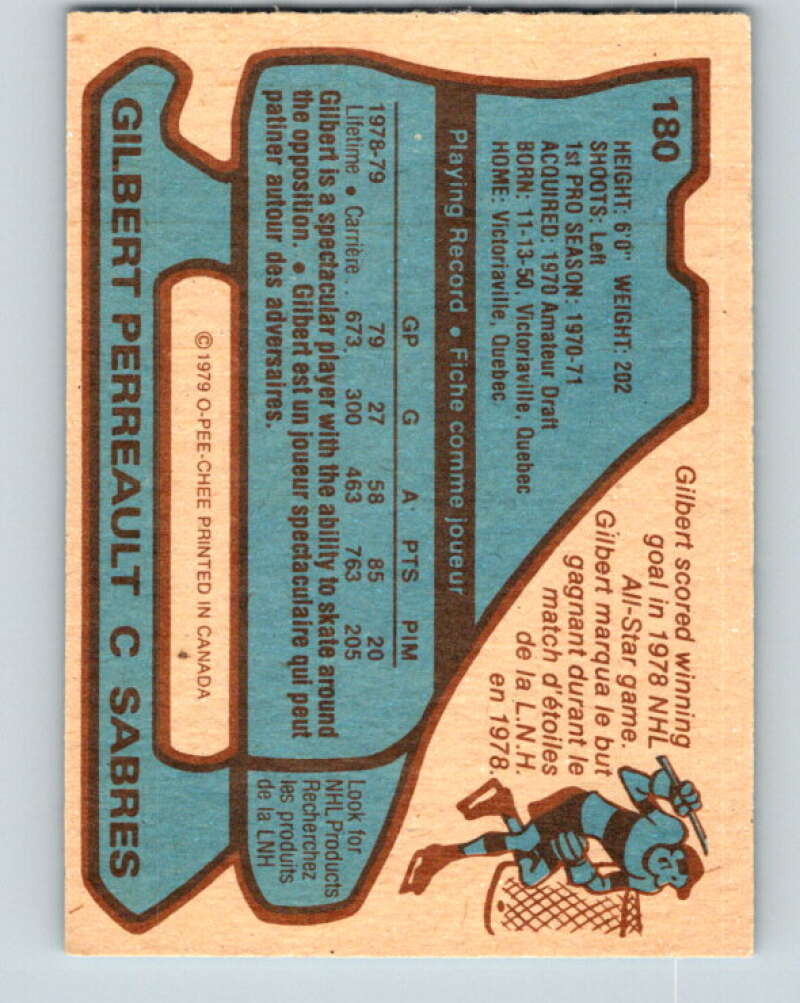 180
HEIGHT: 6'0" WEIGHT: 202
SHOOTS: Left
1st PRO SEASON: 1970-71
ACQUIRED: 1970 Amateur Draft
BORN: 11-13-50, Victoriaville, Quebec
HOME: Victoriaville, Quebec
Gilbert scored winning
goal in 1978 NHL
All-Star game.
Gilbert marqua le but
gagnant durant le
match d'étoiles
de la L.N.H.
en 1978.
Playing Record • Fiche comme joueur
GP G A PTS PIM
1978-79 79 27 58 85 20
Lifetime • Carrière . . 673 300 463 763 205
Gilbert is a spectacular player with the ability to skate around
the opposition. • Gilbert est un joueur spectaculaire qui peut
patiner autour des adversaires.
Look for
NHL Products
Recherchez
les produits
de la LNH
© 1979 O-PEE-CHEE PRINTED IN CANADA
GILBERT PERREAULT C SABRES